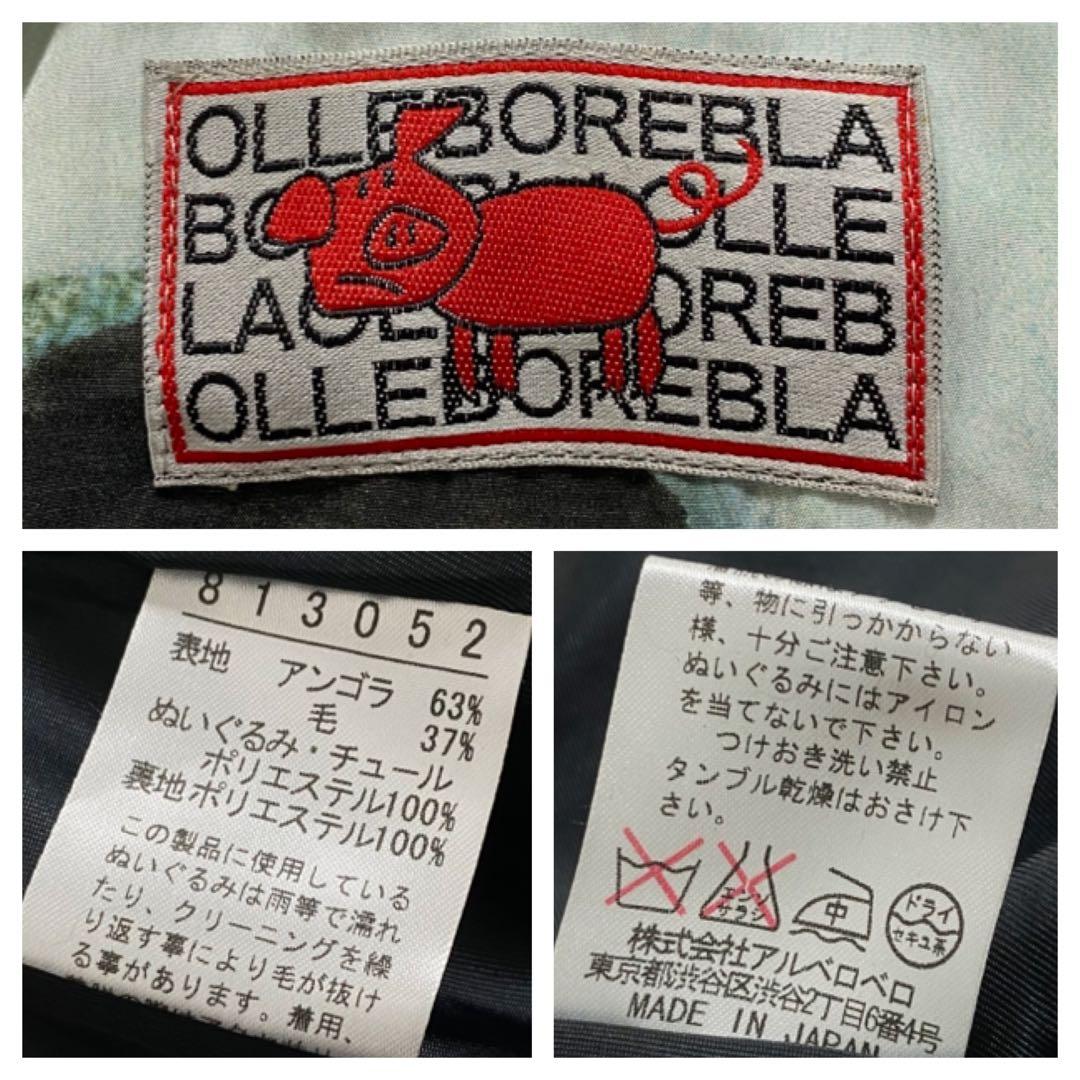 OLLEBOREBLA
OLLE
LACE OREB
OLLEBOREBLA
813052
表地 アンゴラ 63%
毛 37%
ぬいぐるみ・チュール
ポリエステル100%
裏地ポリエステル100%
この製品に使用している
ぬいぐるみは雨等で濡れ
たり、クリーニングを繰
り返す事により毛が抜け
る事があります。着用、
等、物に引っかからない
様、十分ご注意下さい。
ぬいぐるみにはアイロン
を当てないで下さい。
つけおき洗い禁止
タンブル乾燥はおさけ下
さい。
エンソ
サラシ
中
ドライ
セキユ系
株式会社アルベロベロ
東京都渋谷区渋谷2丁目6番4号
MADE IN JAPAN